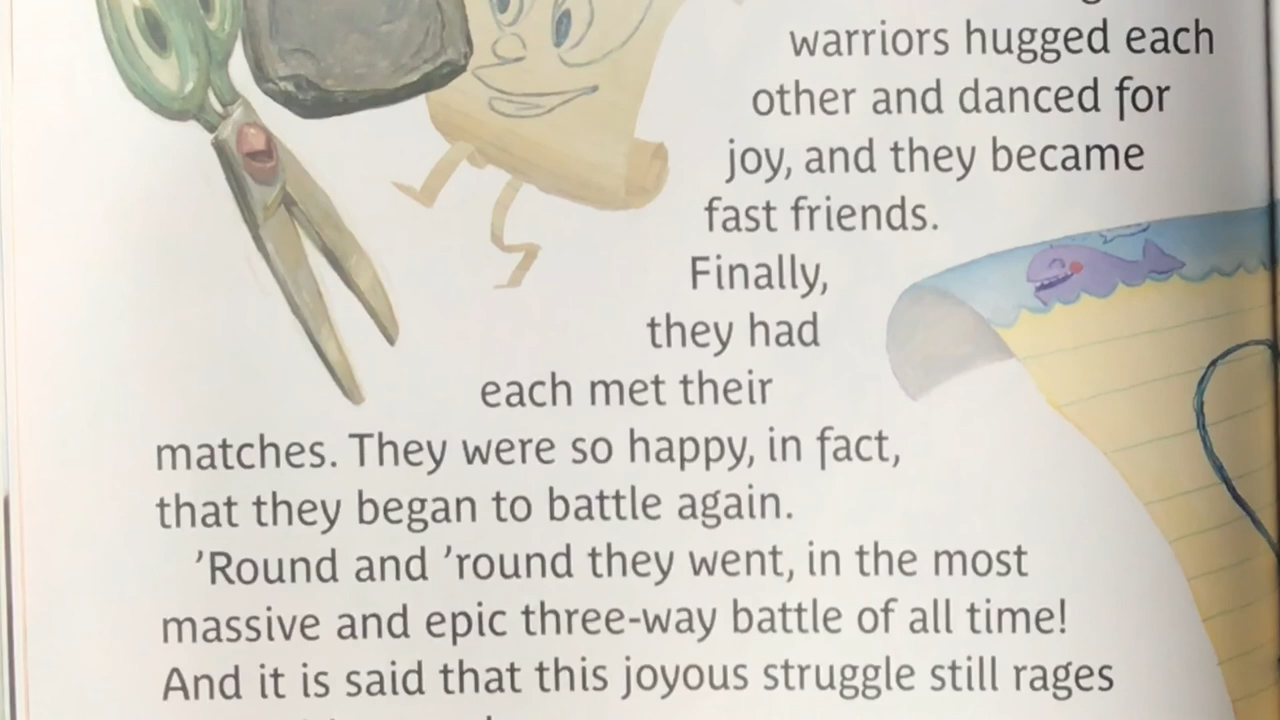 warriors hugged each
other and danced for
joy, and they became
fast friends.
Finally,
they had
each met their
matches. They were so happy, in fact,
that they began to battle again.
’Round and ’round they went, in the most
massive and epic three-way battle of all time!
And it is said that this joyous struggle still rages